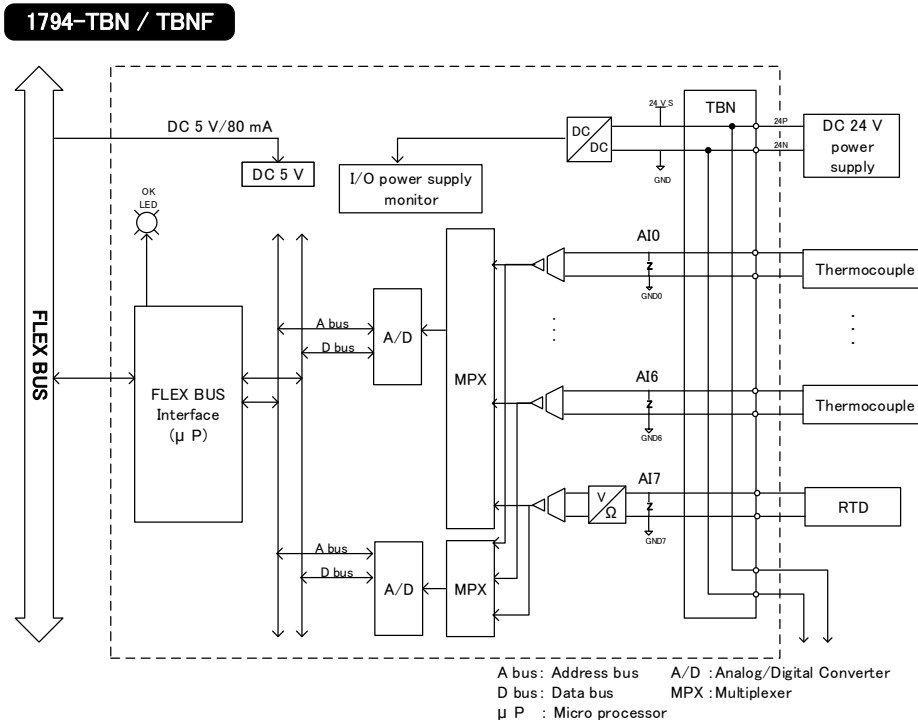 1794-TBN / TBNF
DC 5 V/80 mA
DC 5 V
OK
LED
I/O power supply
monitor
DC
DC
24 V.S
GND
TBN
24P
24N
DC 24 V
power
supply
FLEX BUS
FLEX BUS
Interface
(μ P)
A bus
D bus
A/D
MPX
AI0
Z
GND0
Thermocouple
AI6
Z
GND6
Thermocouple
AI7
V
Ω
Z
GND7
RTD
A bus
D bus
A/D
MPX
A bus: Address bus A/D : Analog/Digital Converter
D bus: Data bus MPX : Multiplexer
μ P : Micro processor